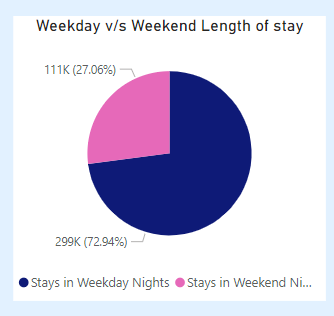 Weekday v/s Weekend Length of stay
111K (27.06%)
299K (72.94%)
Stays in Weekday Nights Stays in Weekend Ni...